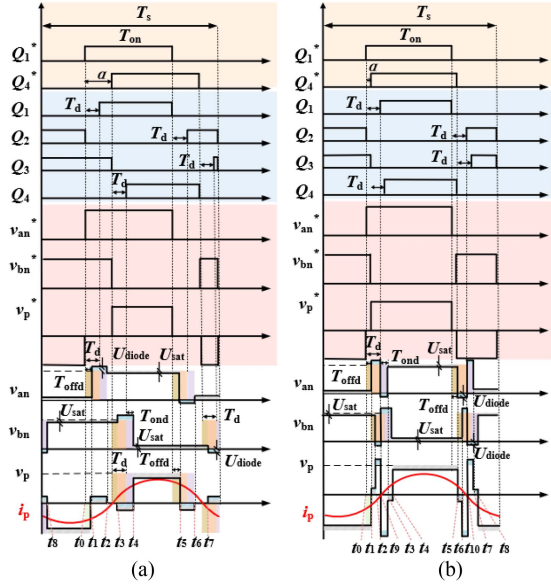 Ts
Ton
Q1*
α
Q4*
Td
Q1
Q2
Td
Q3
Td
Td
Q4
van*
vbn*
vp*
Td
Udiode
Usat
Toffd
van
Usat
Tond
Td
vbn
Usat
Udiode
vp
Td
Toffd
ip
t8
t0
t1
t2
t3
t4
t5
t6
t7
(a)
Ts
Ton
Q1*
α
Q4*
Td
Q1
Q2
Td
Q3
Td
Q4
Td
van*
vbn*
vp*
Td
Tond
Usat
Toffd
van
Usat
Toffd
Udiode
vbn
Usat
Udiode
vp
ip
t0
t1
t2
t9
t3
t4
t5
t6
t10
t7
t8
(b)